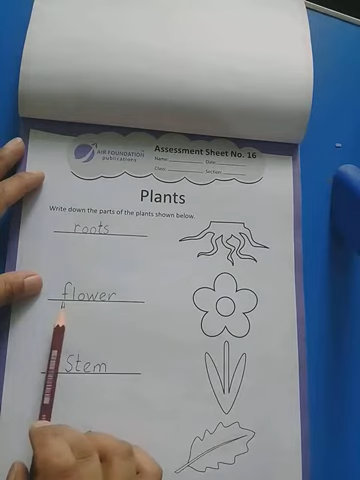 AIR FOUNDATION
publications
Assessment Sheet No. 16
Name: Date:
Class: Section:
Plants
Write down the parts of the plants shown below.
roots
flower
Stem